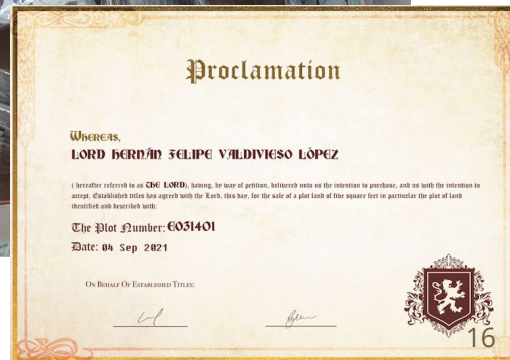 Proclamation
WHEREAS,
LORD HERNÁN FELIPE VALDIVIESO LÓPEZ
( hereafter referred to as THE LORD), having, by way of petition, delivered unto us the intention to purchase, and us with the intention to
accept. Established titles has agreed with the Lord, this day, for the sale of a plot land of five square feet in particular the plot of land
identified and described with:
The Plot Number: E031401
Date: 04 Sep 2021
ON BEHALF OF ESTABLISHED TITLES:
16